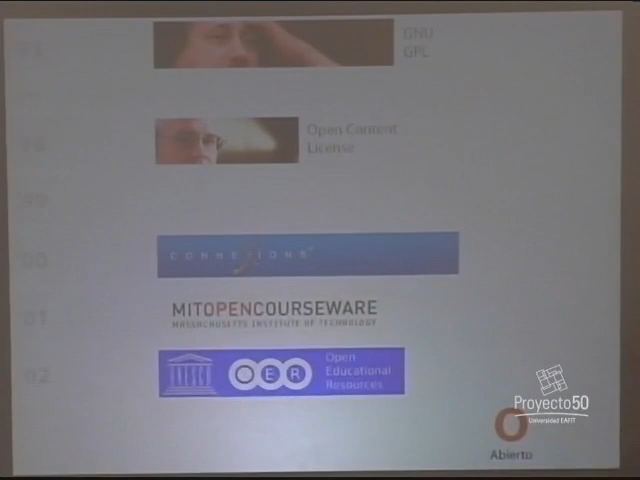 GNU
GPL
98
Open Content
License
99
00
CONNEXIONS
01
MITOPENCOURSEWARE
MASSACHUSETTS INSTITUTE OF TECHNOLOGY
02
OER
Open
Educational
Resources
Proyecto50
Universidad EAFIT
Abierto